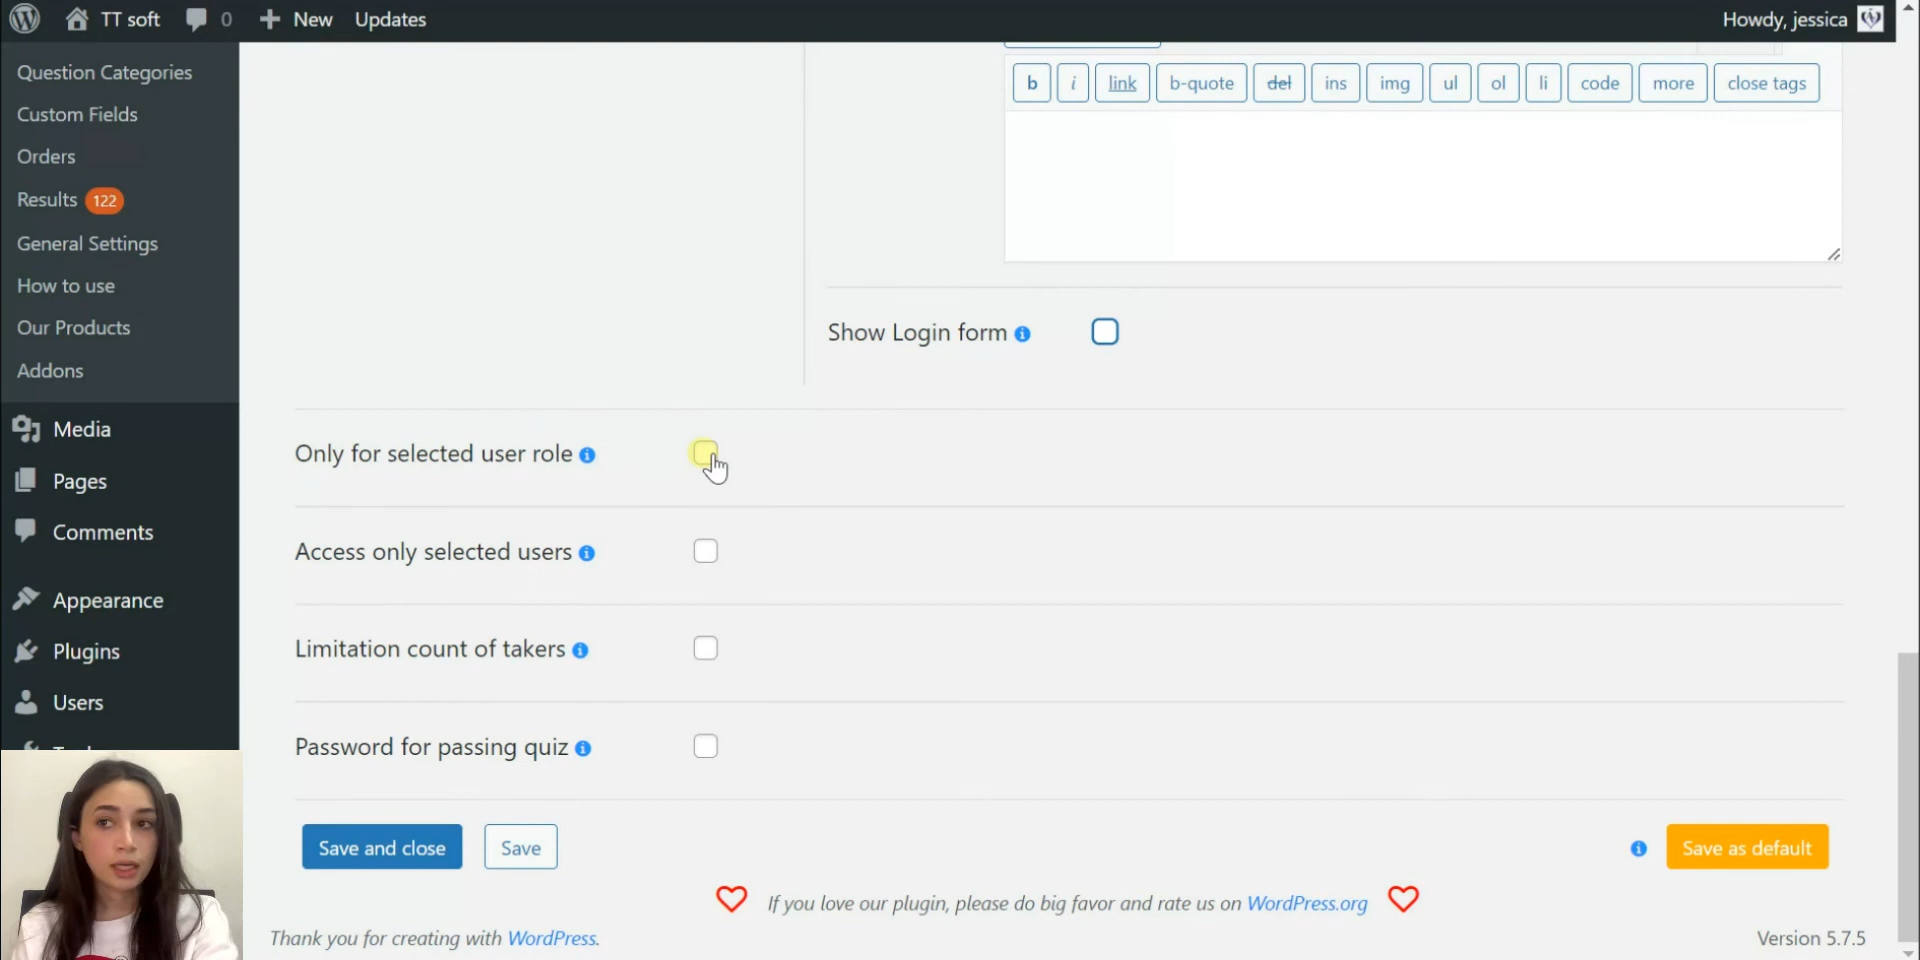 TT soft
0
New
Updates
Howdy, jessica
Question Categories
Custom Fields
Orders
Results 122
General Settings
How to use
Our Products
Addons
Media
Pages
Comments
Appearance
Plugins
Users
b
i
link
b-quote
del
ins
img
ul
ol
li
code
more
close tags
Show Login form
Only for selected user role
Access only selected users
Limitation count of takers
Password for passing quiz
Save and close
Save
Save as default
If you love our plugin, please do big favor and rate us on WordPress.org
Thank you for creating with WordPress.
Version 5.7.5